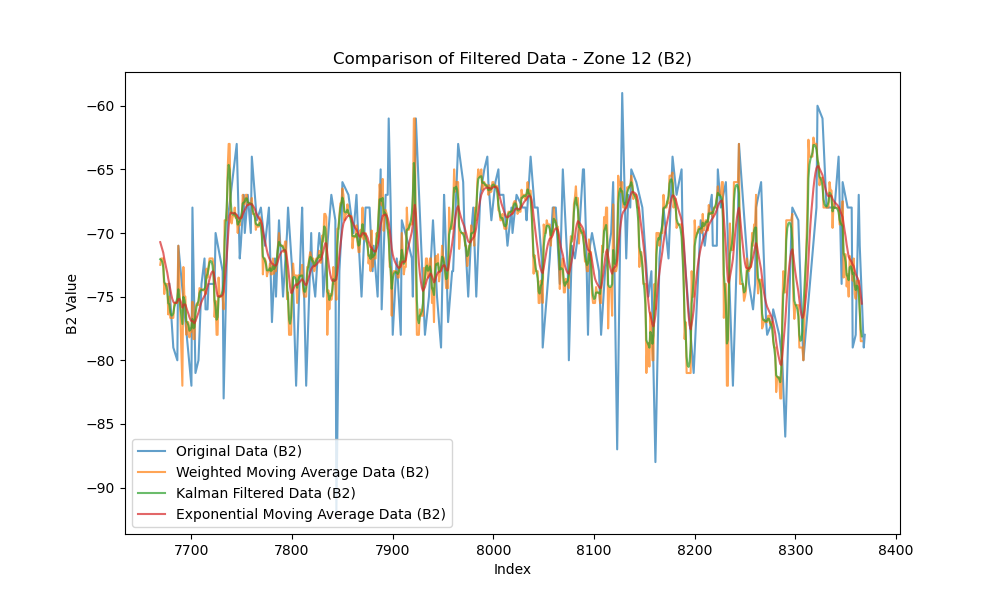 Comparison of Filtered Data - Zone 12 (B2)
B2 Value
−60
−65
−70
−75
−80
−85
−90
Original Data (B2)
Weighted Moving Average Data (B2)
Kalman Filtered Data (B2)
Exponential Moving Average Data (B2)
7700 7800 7900 8000 8100 8200 8300 8400
Index